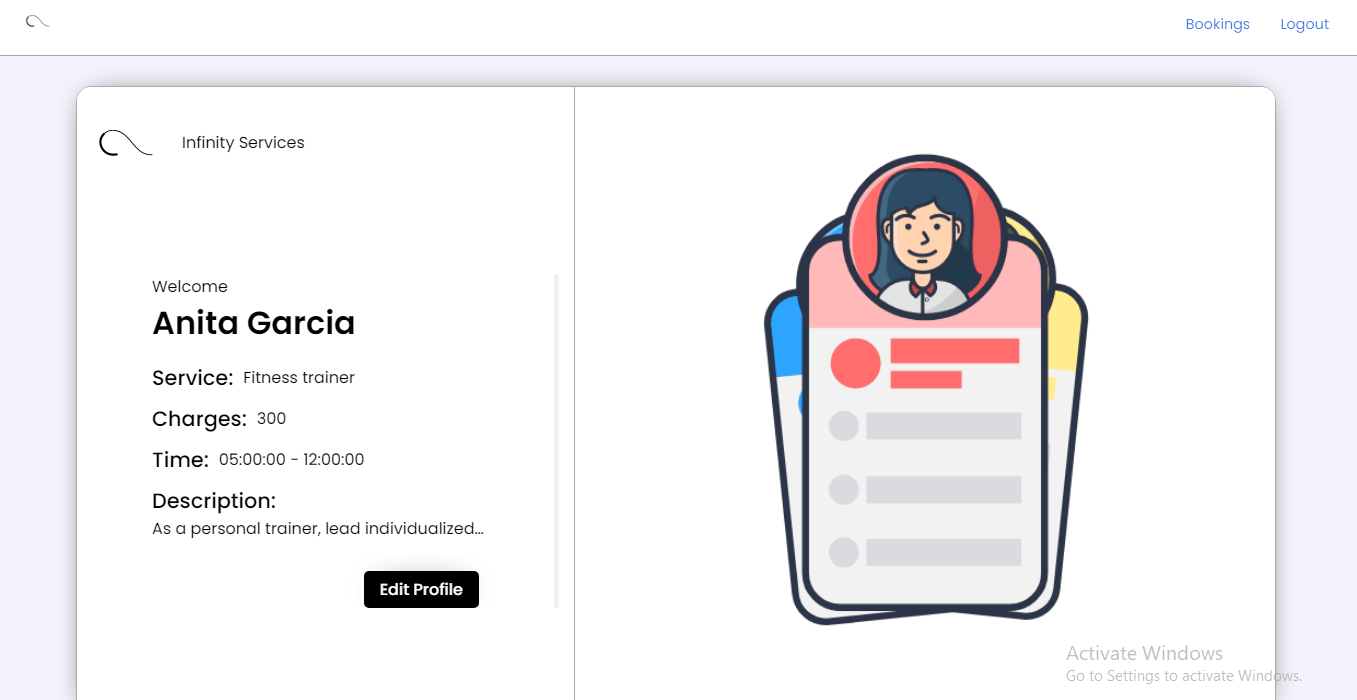 Bookings Logout
Infinity Services
Welcome
Anita Garcia
Service: Fitness trainer
Charges: 300
Time: 05:00:00 - 12:00:00
Description:
As a personal trainer, lead individualized...
Edit Profile
Activate Windows
Go to Settings to activate Windows.